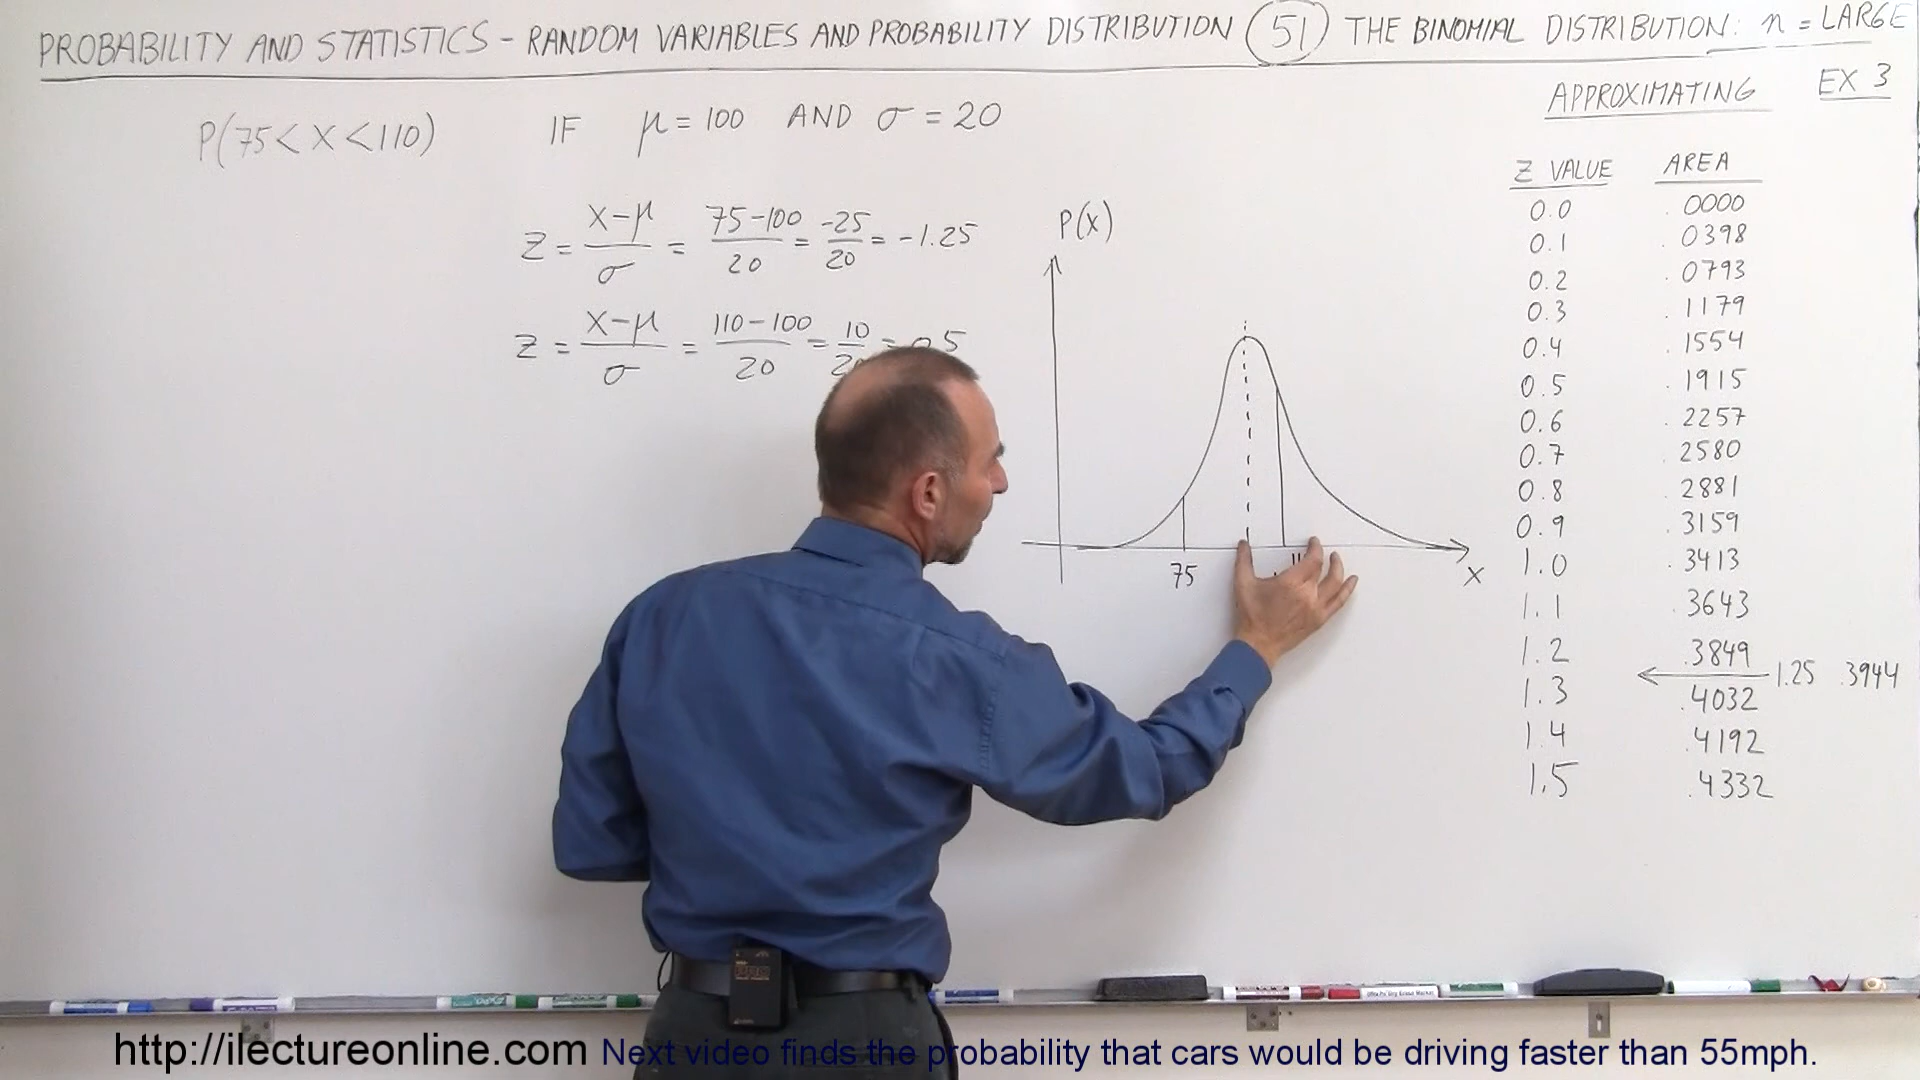 PROBABILITY AND STATISTICS - RANDOM VARIABLES AND PROBABILITY DISTRIBUTION (51) THE BINOMIAL DISTRIBUTION: n = LARGE
APPROXIMATING EX 3
P(75 < X < 110) IF μ = 100 AND σ = 20
Z = X-μ / σ = 75-100 / 20 = -25 / 20 = -1.25
Z = X-μ / σ = 110-100 / 20 = 10 / 20 = 0.5
P(X)
75
X
Z VALUE AREA
0.0 .0000
0.1 .0398
0.2 .0793
0.3 .1179
0.4 .1554
0.5 .1915
0.6 .2257
0.7 .2580
0.8 .2881
0.9 .3159
1.0 .3413
1.1 .3643
1.2 .3849
1.25 .3944
1.3 .4032
1.4 .4192
1.5 .4332
http://ilectureonline.com Next video finds the probability that cars would be driving faster than 55mph.